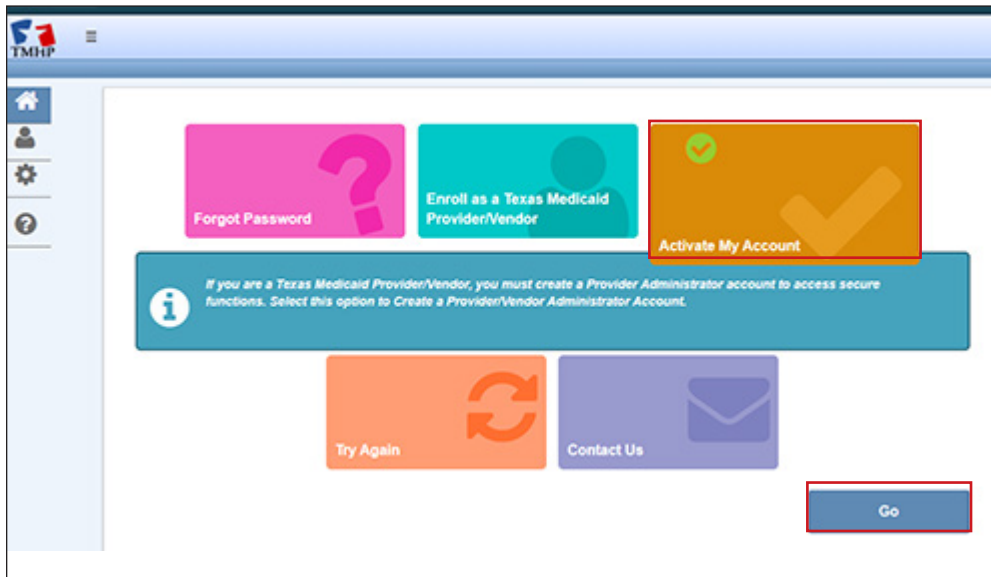 TMHP
Forgot Password
Enroll as a Texas Medicaid
Provider/Vendor
Activate My Account
If you are a Texas Medicaid Provider/Vendor, you must create a Provider Administrator account to access secure
functions. Select this option to Create a Provider/Vendor Administrator Account.
Try Again
Contact Us
Go